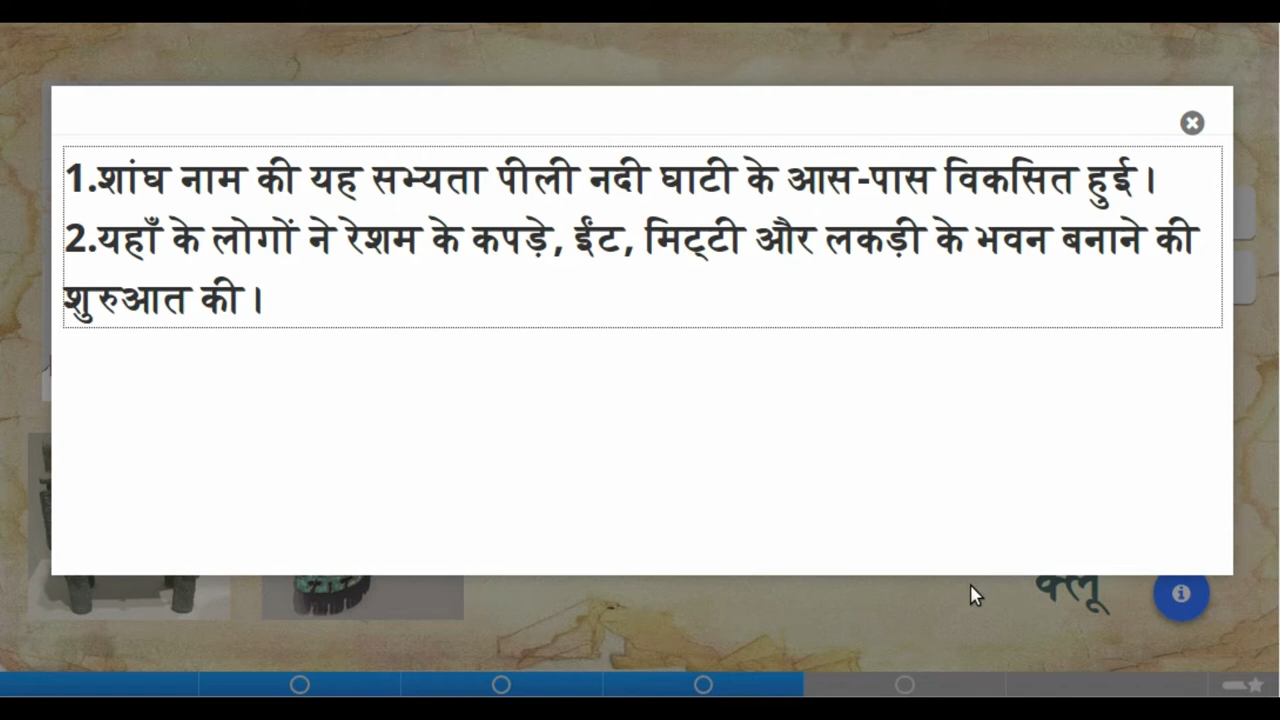 1.शांघ नाम की यह सभ्यता पीली नदी घाटी के आस-पास विकसित हुई।
2.यहाँ के लोगों ने रेशम के कपड़े, ईंट, मिट्टी और लकड़ी के भवन बनाने की
शुरुआत की।
क्लू